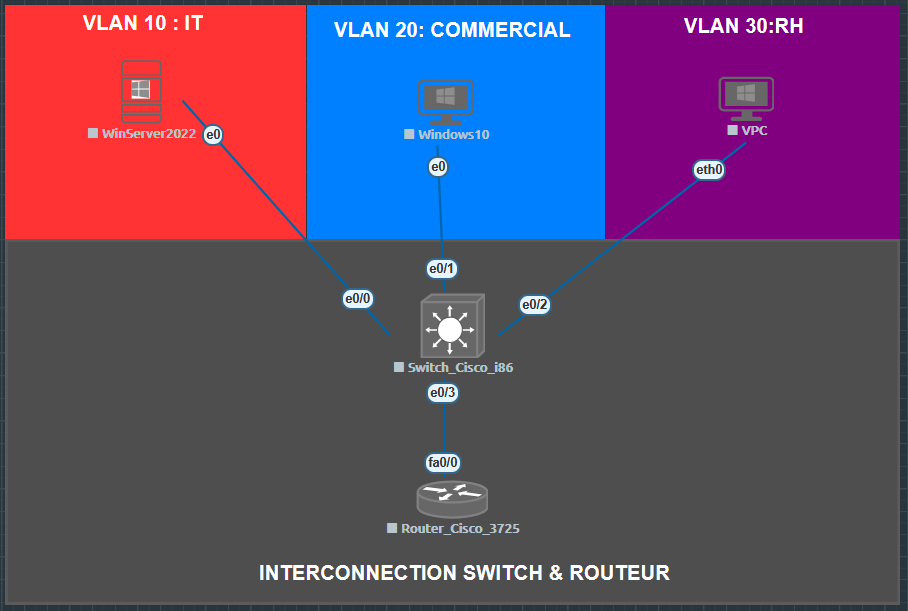 VLAN 10 : IT
VLAN 20: COMMERCIAL
VLAN 30:RH
WinServer2022
e0
Windows10
e0
VPC
eth0
e0/0
e0/1
e0/2
Switch_Cisco_i86
e0/3
fa0/0
Router_Cisco_3725
INTERCONNECTION SWITCH & ROUTEUR